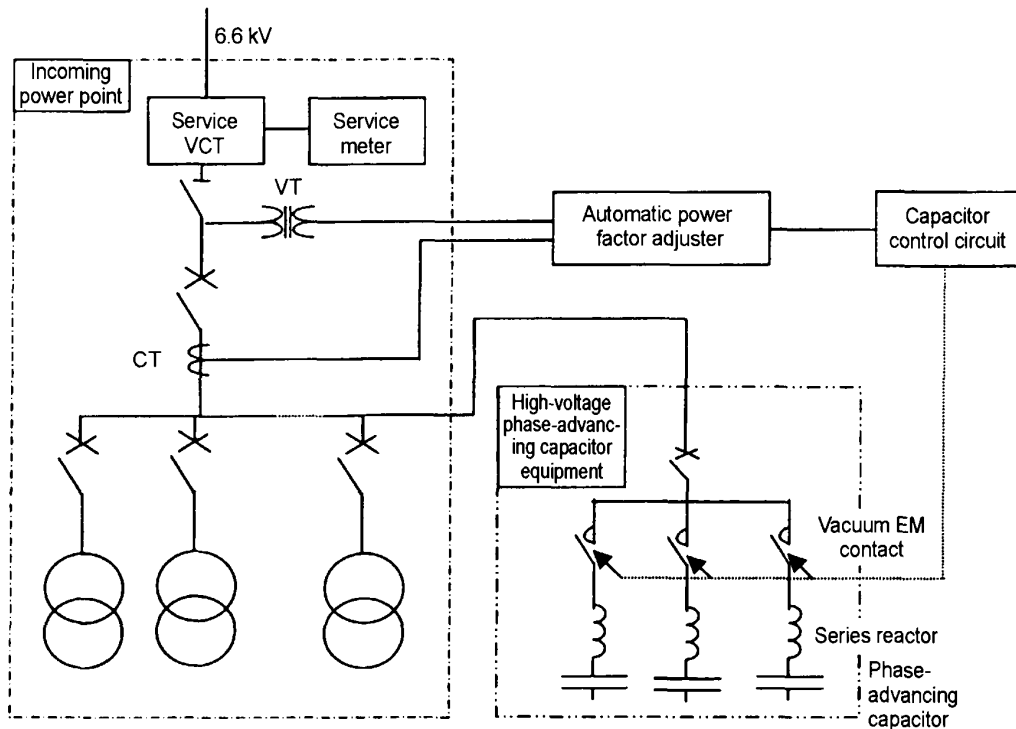 6.6 kV
Incoming
power point
Service
VCT
Service
meter
VT
Automatic power
factor adjuster
Capacitor
control circuit
CT
High-voltage
phase-advanc-
ing capacitor
equipment
Vacuum EM
contact
Series reactor
Phase-
advancing
capacitor